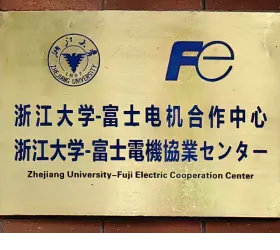 浙江大学
ZHEJIANG UNIVERSITY
1897
Fe
浙江大学-富士电机合作中心
浙江大学-富士電機協業センター
Zhejiang University-Fuji Electric Cooperation Center